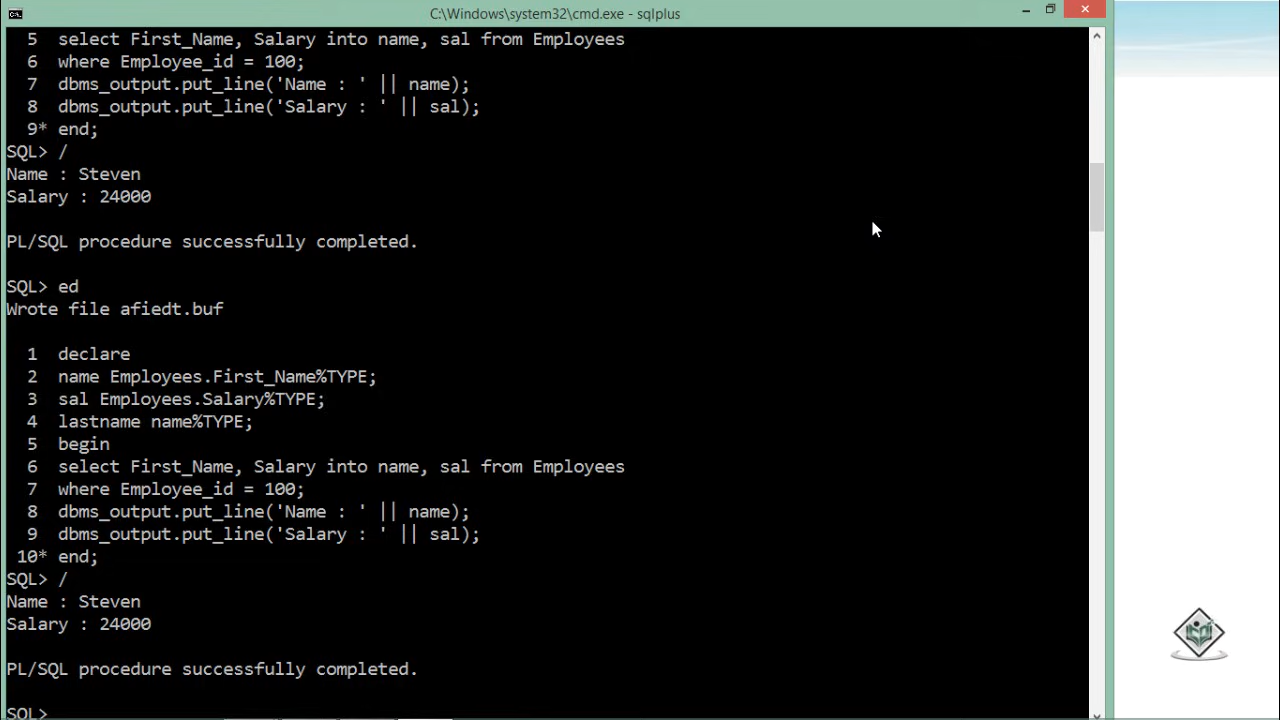 C:\Windows\system32\cmd.exe - sqlplus
5 select First_Name, Salary into name, sal from Employees
6 where Employee_id = 100;
7 dbms_output.put_line('Name : ' || name);
8 dbms_output.put_line('Salary : ' || sal);
9* end;
SQL> /
Name : Steven
Salary : 24000
PL/SQL procedure successfully completed.
SQL> ed
Wrote file afiedt.buf
1 declare
2 name Employees.First_Name%TYPE;
3 sal Employees.Salary%TYPE;
4 lastname name%TYPE;
5 begin
6 select First_Name, Salary into name, sal from Employees
7 where Employee_id = 100;
8 dbms_output.put_line('Name : ' || name);
9 dbms_output.put_line('Salary : ' || sal);
10* end;
SQL> /
Name : Steven
Salary : 24000
PL/SQL procedure successfully completed.
SQL>